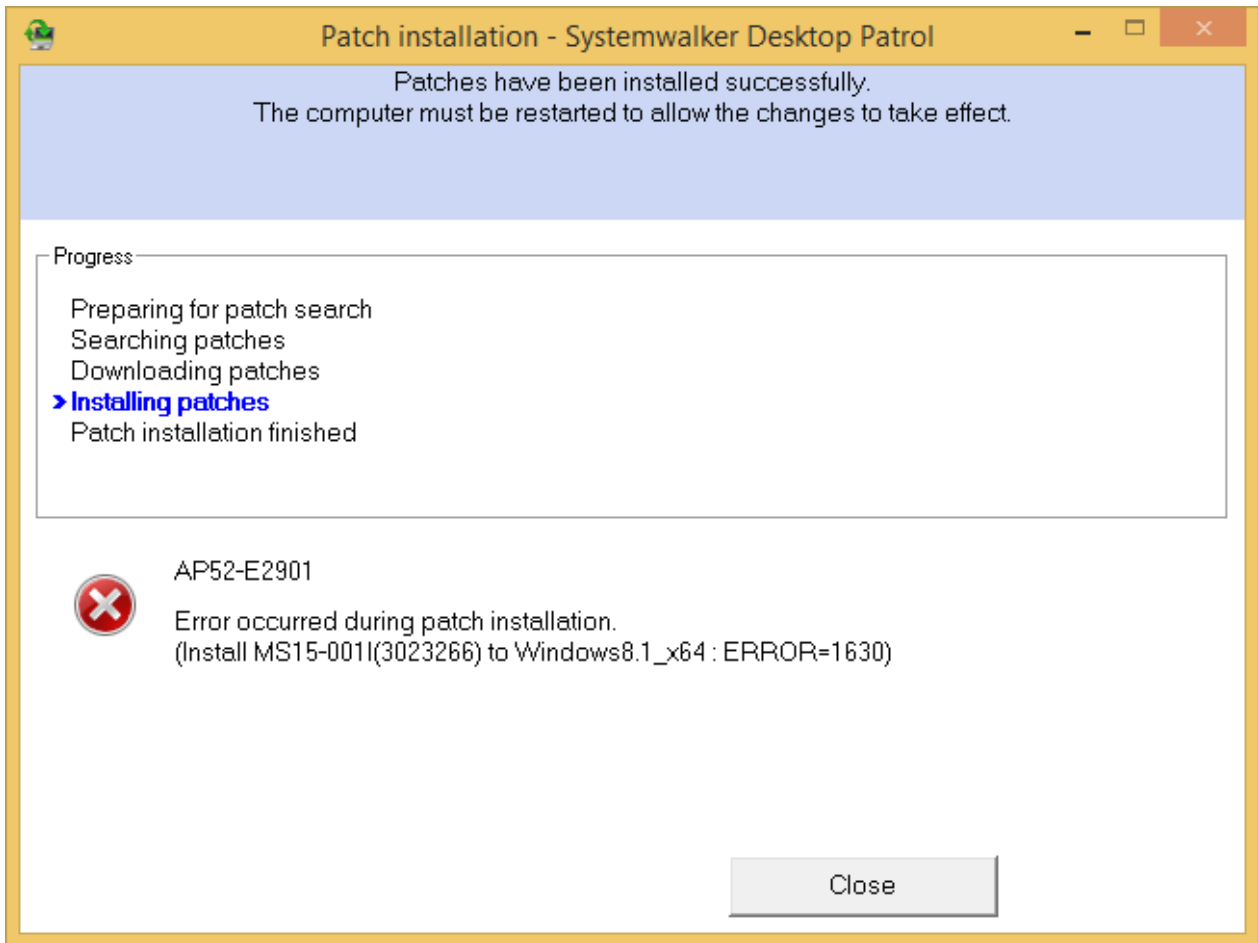 Patch installation - Systemwalker Desktop Patrol
Patches have been installed successfully.
The computer must be restarted to allow the changes to take effect.
Progress
Preparing for patch search
Searching patches
Downloading patches
> Installing patches
Patch installation finished
AP52-E2901
Error occurred during patch installation.
(Install MS15-001I(3023266) to Windows8.1_x64 : ERROR=1630)
Close